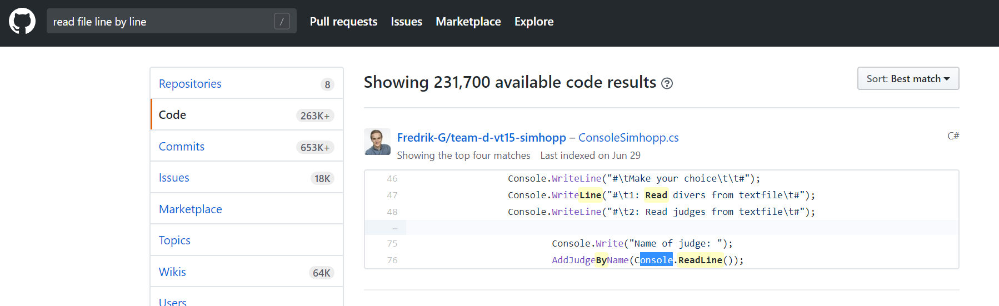 read file line by line /
Pull requests Issues Marketplace Explore
Repositories 8
Code 263K+
Commits 653K+
Issues 18K
Marketplace
Topics
Wikis 64K
Users
Showing 231,700 available code results ?
Sort: Best match
Fredrik-G/team-d-vt15-simhopp – ConsoleSimhopp.cs
C#
Showing the top four matches Last indexed on Jun 29
46 Console.WriteLine("#\tMake your choice\t\t#");
47 Console.WriteLine("#\t1: Read divers from textfile\t#");
48 Console.WriteLine("#\t2: Read judges from textfile\t#");
…
75 Console.Write("Name of judge: ");
76 AddJudgeByName(Console.ReadLine());